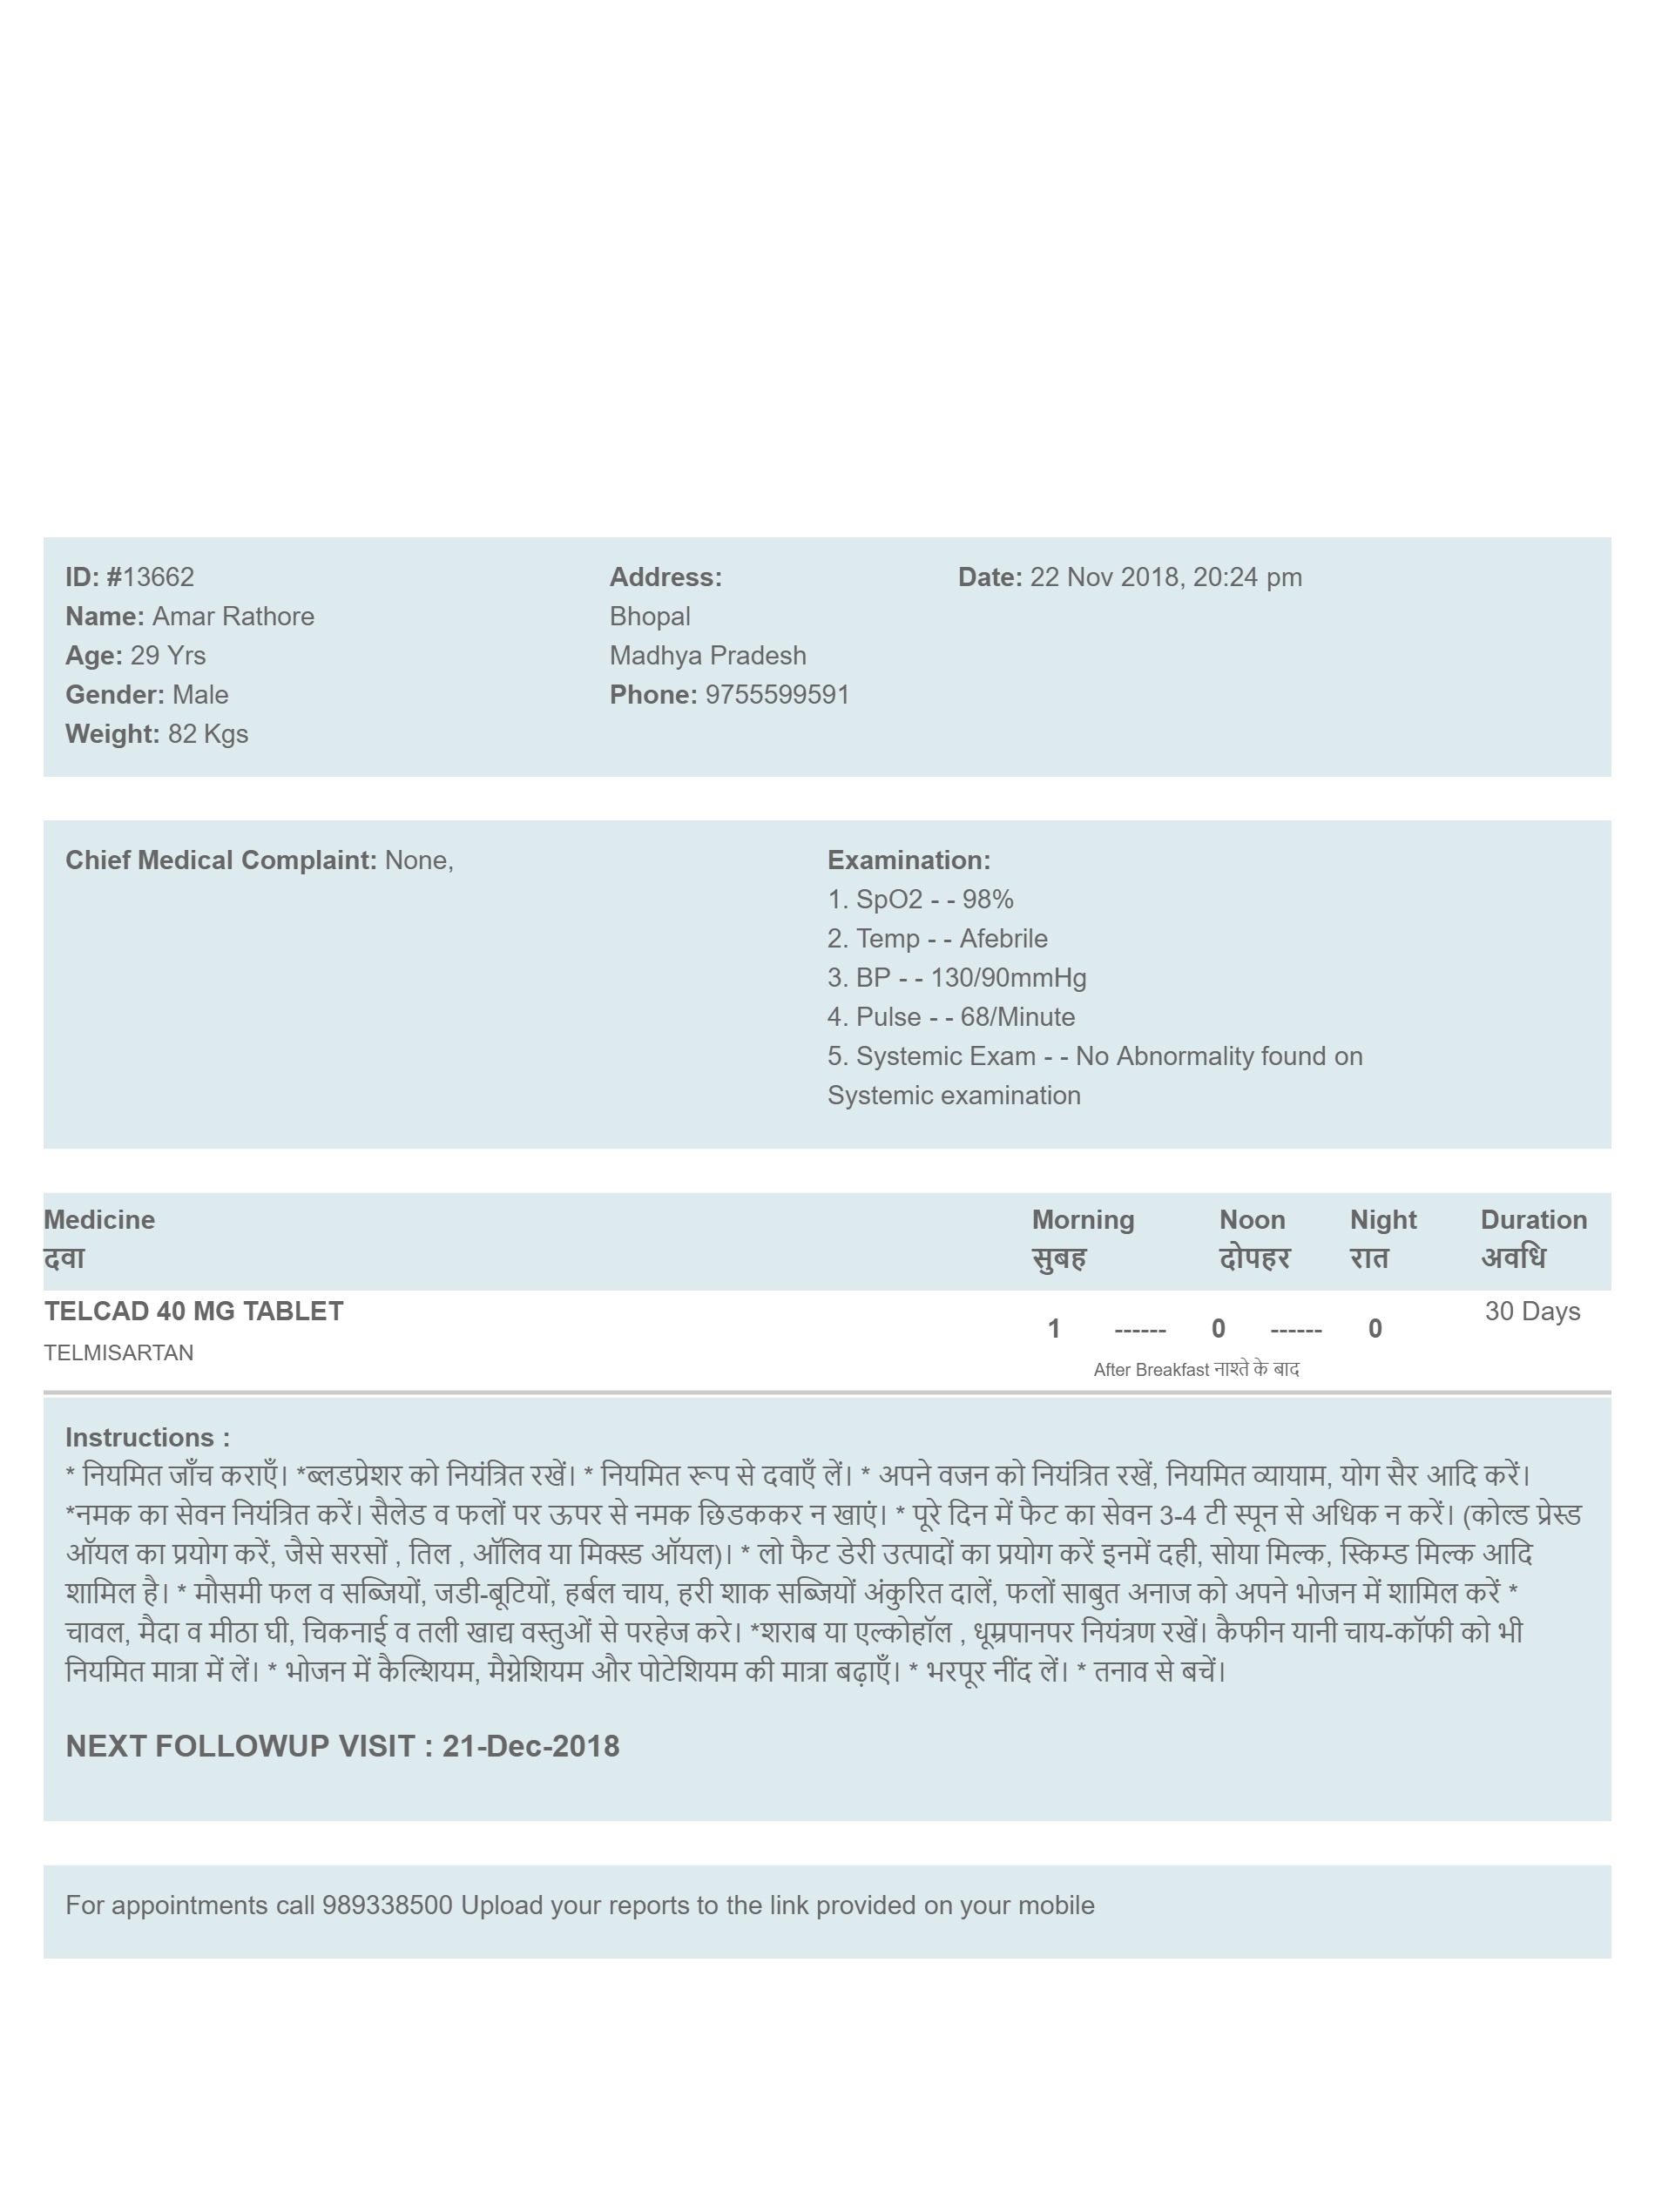 ID: #13662
Name: Amar Rathore
Age: 29 Yrs
Gender: Male
Weight: 82 Kgs
Address:
Bhopal
Madhya Pradesh
Phone: 9755599591
Date: 22 Nov 2018, 20:24 pm
Chief Medical Complaint: None,
Examination:
1. SpO2 - - 98%
2. Temp - - Afebrile
3. BP - - 130/90mmHg
4. Pulse - - 68/Minute
5. Systemic Exam - - No Abnormality found on
Systemic examination
Medicine Morning Noon Night Duration
दवा सुबह दोपहर रात अवधि
TELCAD 40 MG TABLET 30 Days
1 ------ 0 ------ 0
TELMISARTAN
After Breakfast नाश्ते के बाद
Instructions :
* नियमित जाँच कराएँ। *ब्लडप्रेशर को नियंत्रित रखें। * नियमित रूप से दवाएँ लें। * अपने वजन को नियंत्रित रखें, नियमित व्यायाम, योग सैर आदि करें।
*नमक का सेवन नियंत्रित करें। सैलेड व फलों पर ऊपर से नमक छिडककर न खाएं। * पूरे दिन में फैट का सेवन 3-4 टी स्पून से अधिक न करें। (कोल्ड प्रेस्ड
ऑयल का प्रयोग करें, जैसे सरसों , तिल , ऑलिव या मिक्स्ड ऑयल)। * लो फैट डेरी उत्पादों का प्रयोग करें इनमें दही, सोया मिल्क, स्किम्ड मिल्क आदि
शामिल है। * मौसमी फल व सब्जियों, जडी-बूटियों, हर्बल चाय, हरी शाक सब्जियों अंकुरित दालें, फलों साबुत अनाज को अपने भोजन में शामिल करें *
चावल, मैदा व मीठा घी, चिकनाई व तली खाद्य वस्तुओं से परहेज करे। *शराब या एल्कोहॉल , धूम्रपानपर नियंत्रण रखें। कैफीन यानी चाय-कॉफी को भी
नियमित मात्रा में लें। * भोजन में कैल्शियम, मैग्नेशियम और पोटेशियम की मात्रा बढ़ाएँ। * भरपूर नींद लें। * तनाव से बचें।
NEXT FOLLOWUP VISIT : 21-Dec-2018
For appointments call 989338500 Upload your reports to the link provided on your mobile